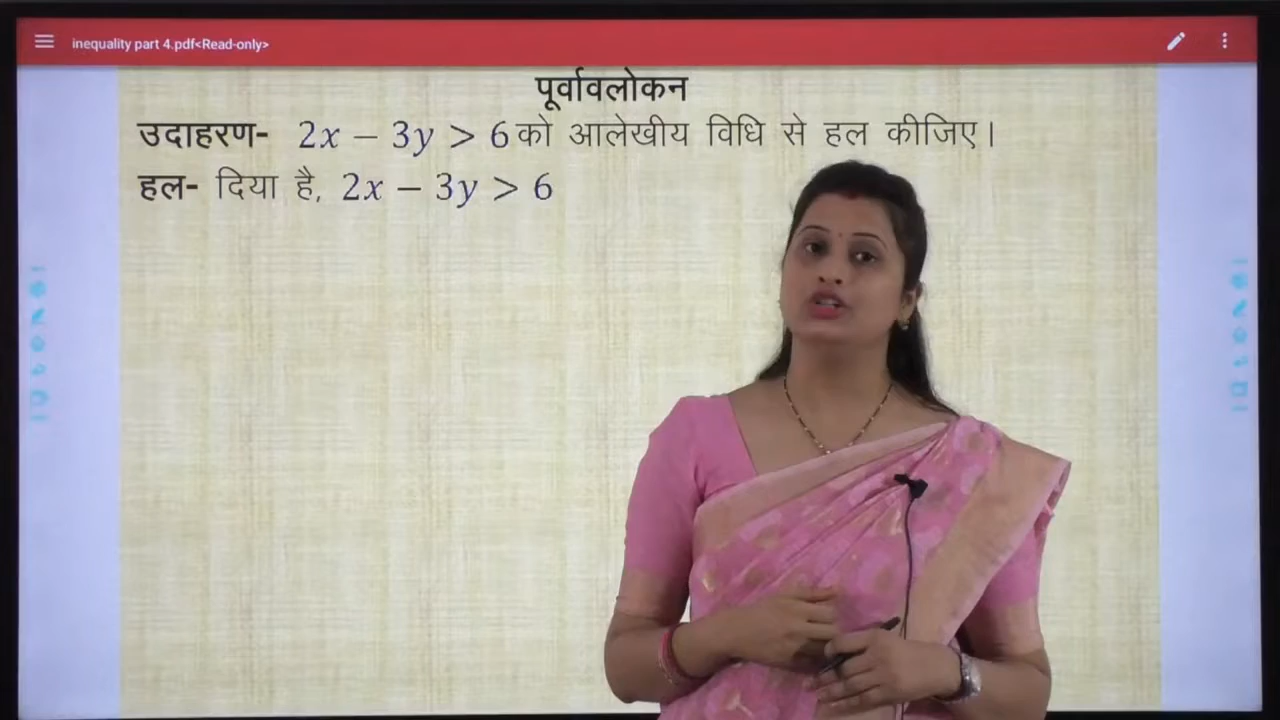 inequality part 4.pdf<Read-only>
पूर्वावलोकन
उदाहरण- 2x − 3y > 6 को आलेखीय विधि से हल कीजिए।
हल- दिया है, 2x − 3y > 6